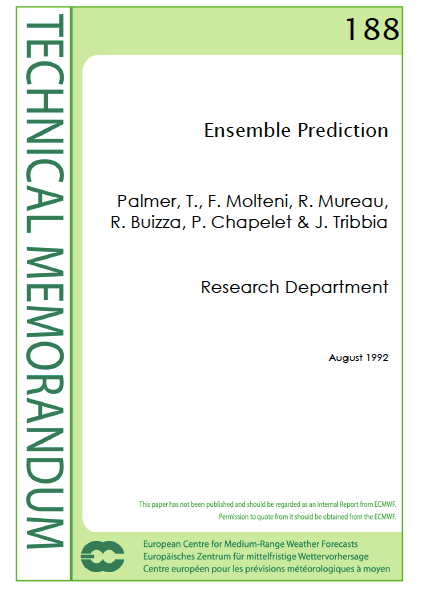 TECHNICAL MEMORANDUM
188
Ensemble Prediction
Palmer, T., F. Molteni, R. Mureau,
R. Buizza, P. Chapelet & J. Tribbia
Research Department
August 1992
This paper has not been published and should be regarded as an Internal Report from ECMWF.
Permission to quote from it should be obtained from the ECMWF.
European Centre for Medium-Range Weather Forecasts
Europäisches Zentrum für mittelfristige Wettervorhersage
Centre européen pour les prévisions météorologiques à moyen